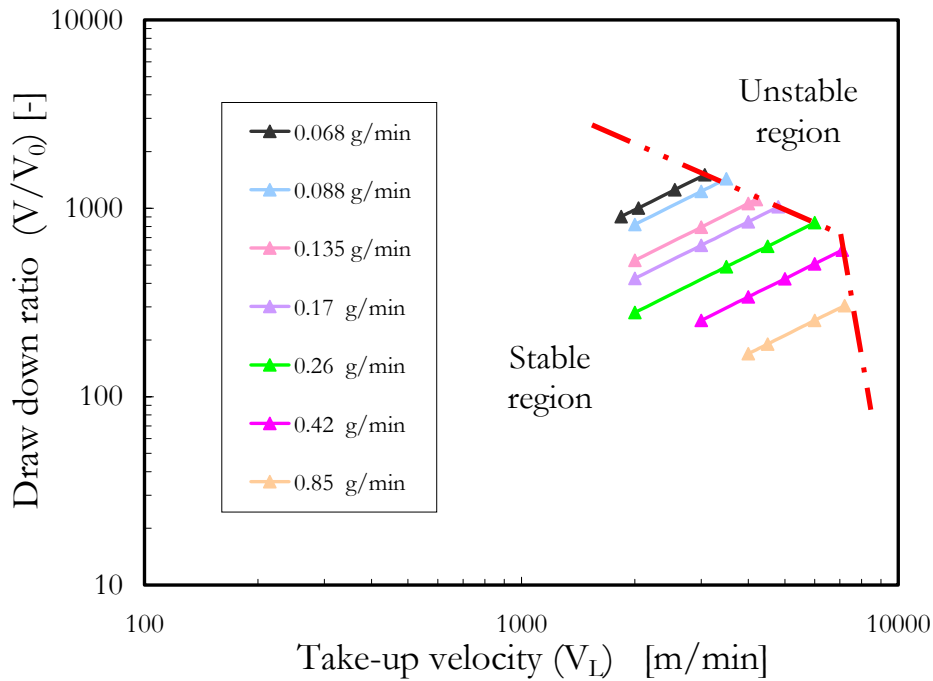 10000
1000
100
10
Draw down ratio (V/V₀) [-]
Unstable
region
0.068 g/min
0.088 g/min
0.135 g/min
0.17 g/min
0.26 g/min
0.42 g/min
0.85 g/min
Stable
region
100
1000
10000
Take-up velocity (V_L) [m/min]